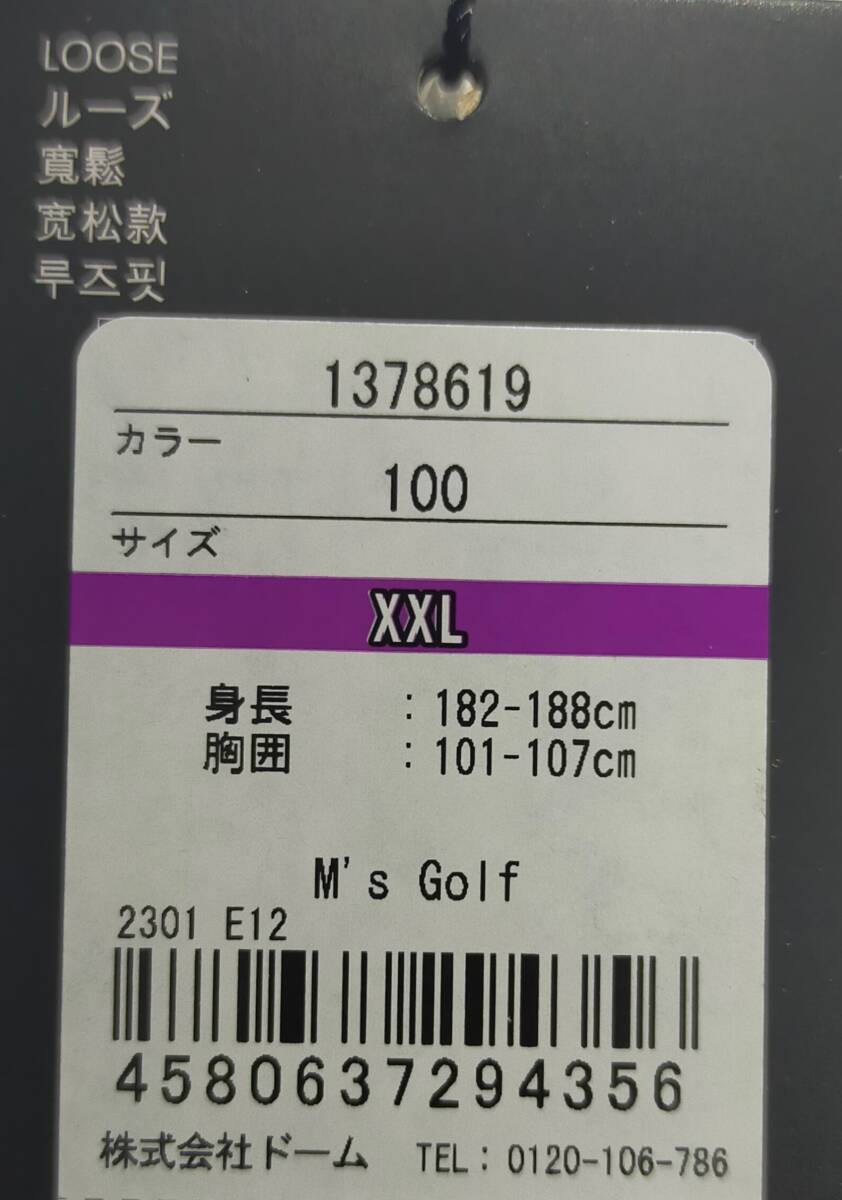 LOOSE
ルーズ
寬鬆
宽松款
루즈핏
1378619
カラー
100
サイズ
XXL
身長 : 182-188cm
胸囲 : 101-107cm
M's Golf
2301 E12
4580637294356
株式会社ドーム TEL: 0120-106-786